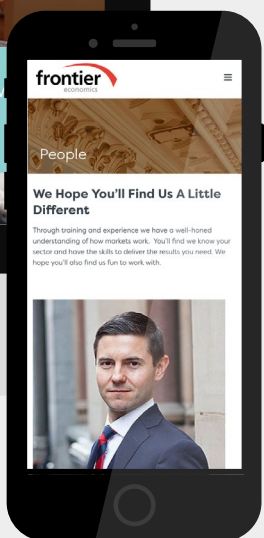 frontier
economics
People
We Hope You'll Find Us A Little
Different
Through training and experience we have a well-honed
understanding of how markets work. You'll find we know your
sector and have the skills to deliver the results you need. We
hope you'll also find us fun to work with.